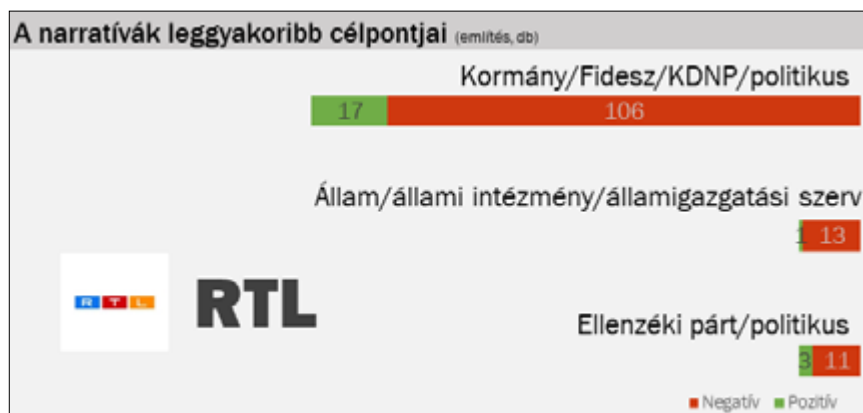 A narratívák leggyakoribb célpontjai (említés, db)
Kormány/Fidesz/KDNP/politikus
17 106
Állam/állami intézmény/államigazgatási szerv
1 13
RTL RTL
Ellenzéki párt/politikus
3 11
Negatív Pozitív